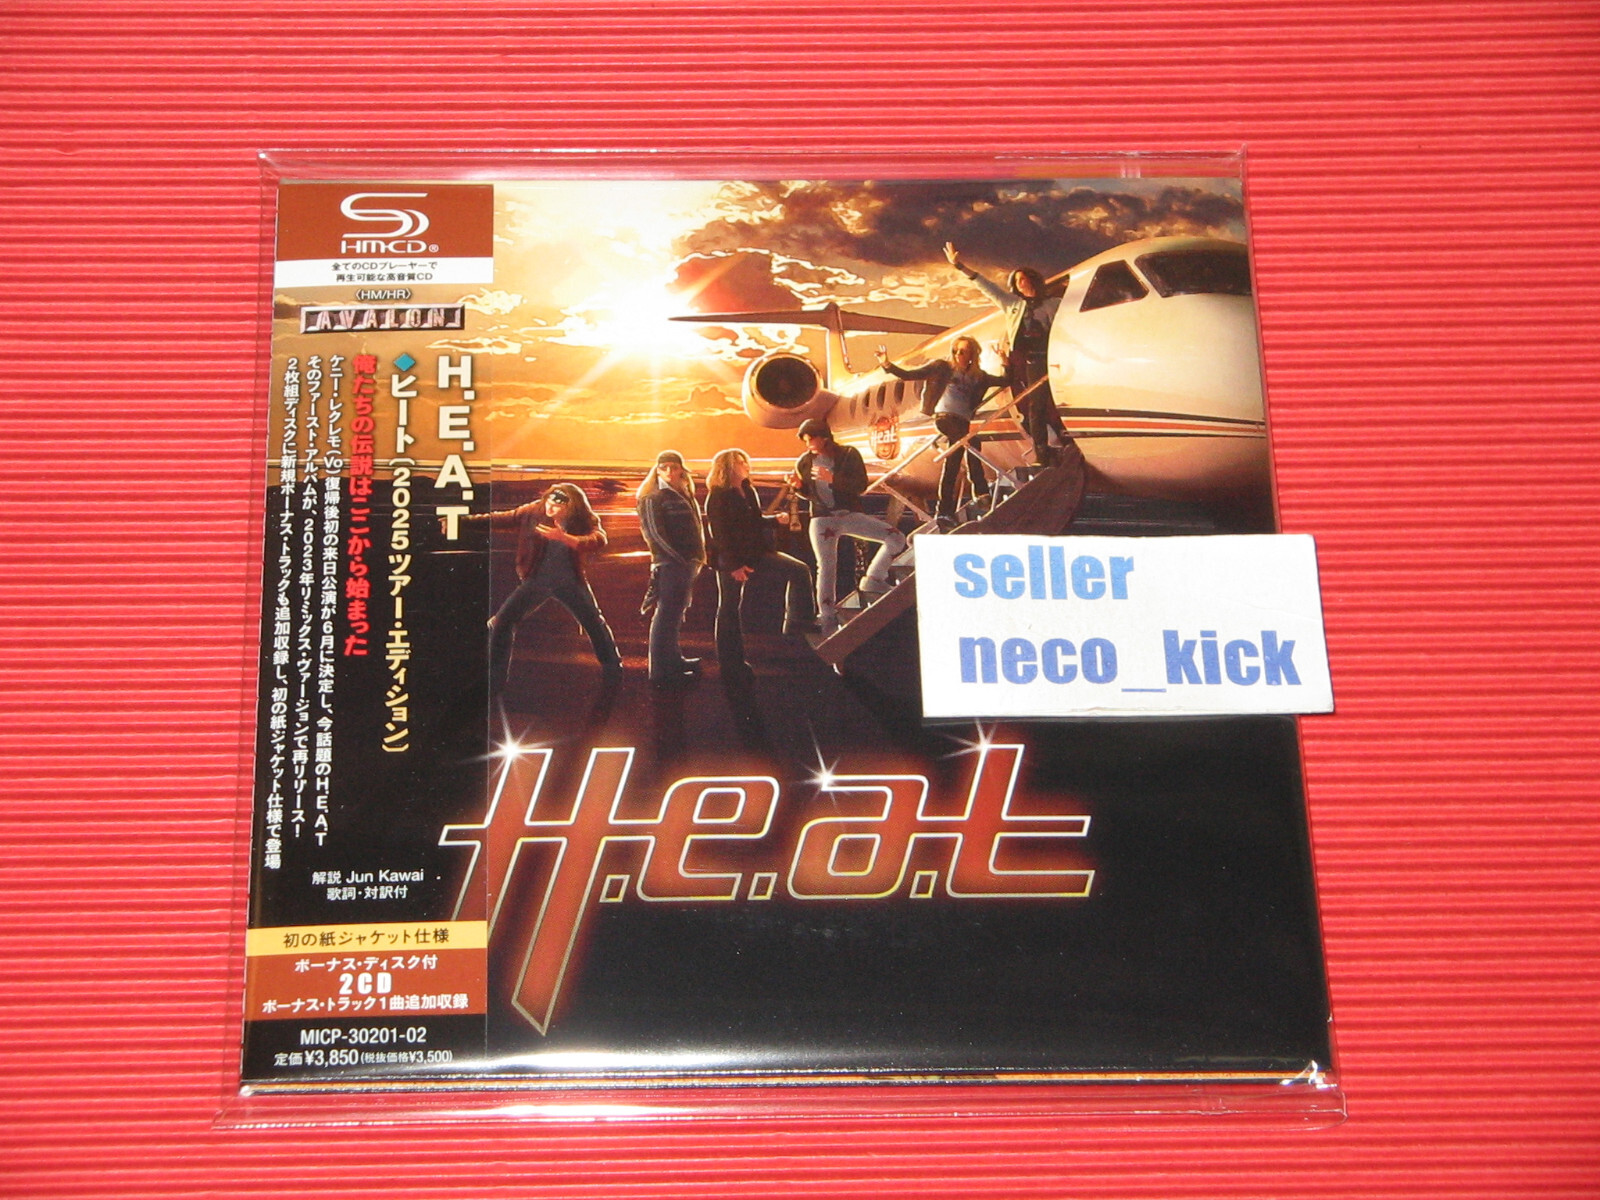 SHM-CD®
全てのCDプレーヤーで
再生可能な高音質CD
〈HM/HR〉
AVALON
H.E.A.T
◆ヒート〔2025ツアー・エディション〕
俺たちの伝説はここから始まった
ケニー・レクレモ(Vo)復帰後初の来日公演が6月に決定し、今話題のH.E.A.T
そのファースト・アルバムが、2023年リミックス・ヴァージョンで再リリース！
2枚組ディスクに新規ボーナス・トラックも追加収録し、初の紙ジャケット仕様で登場
解説 Jun Kawai
歌詞・対訳付
初の紙ジャケット仕様
ボーナス・ディスク付
2CD
ボーナス・トラック1曲追加収録
MICP-30201-02
定価¥3,850(税抜価格¥3,500)
Heat
seller
neco_kick
H.e.a.t